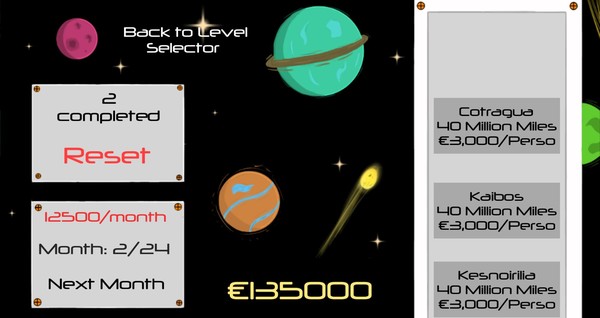 Back to Level
Selector
2
completed
Reset
12500/month
Month: 2/24
Next Month
€135000
Cotragua
40 Million Miles
€3,000/Perso
Kaibos
40 Million Miles
€3,000/Perso
Kesnoirilia
40 Million Miles
€3,000/Perso